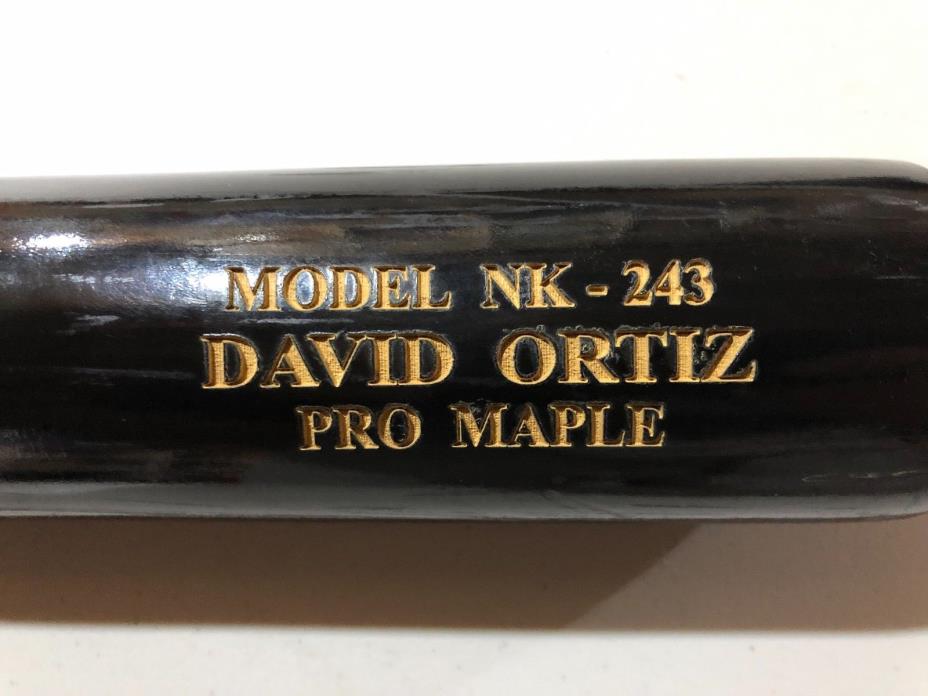 MODEL NK - 243
DAVID ORTIZ
PRO MAPLE